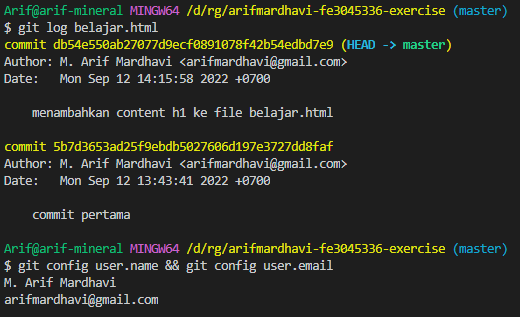 Arif@arif-mineral MINGW64 /d/rg/arifmardhavi-fe3045336-exercise (master)
$ git log belajar.html
commit db54e550ab27077d9ecf0891078f42b54edbd7e9 (HEAD -> master)
Author: M. Arif Mardhavi <arifmardhavi@gmail.com>
Date:   Mon Sep 12 14:15:58 2022 +0700
    menambahkan content h1 ke file belajar.html
commit 5b7d3653ad25f9ebdb5027606d197e3727dd8faf
Author: M. Arif Mardhavi <arifmardhavi@gmail.com>
Date:   Mon Sep 12 13:43:41 2022 +0700
    commit pertama
Arif@arif-mineral MINGW64 /d/rg/arifmardhavi-fe3045336-exercise (master)
$ git config user.name && git config user.email
M. Arif Mardhavi
arifmardhavi@gmail.com